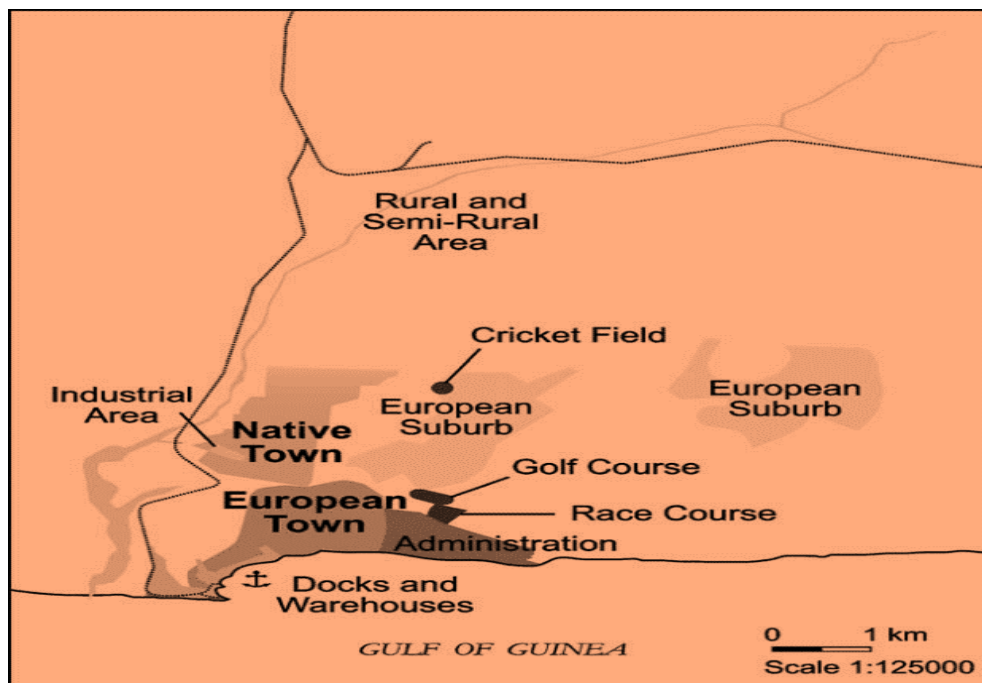 Rural and
Semi-Rural
Area
Cricket Field
Industrial
Area
European
Suburb
European
Suburb
Native
Town
Golf Course
European
Town
Race Course
Administration
Docks and
Warehouses
GULF OF GUINEA
0 1 km
Scale 1:125000